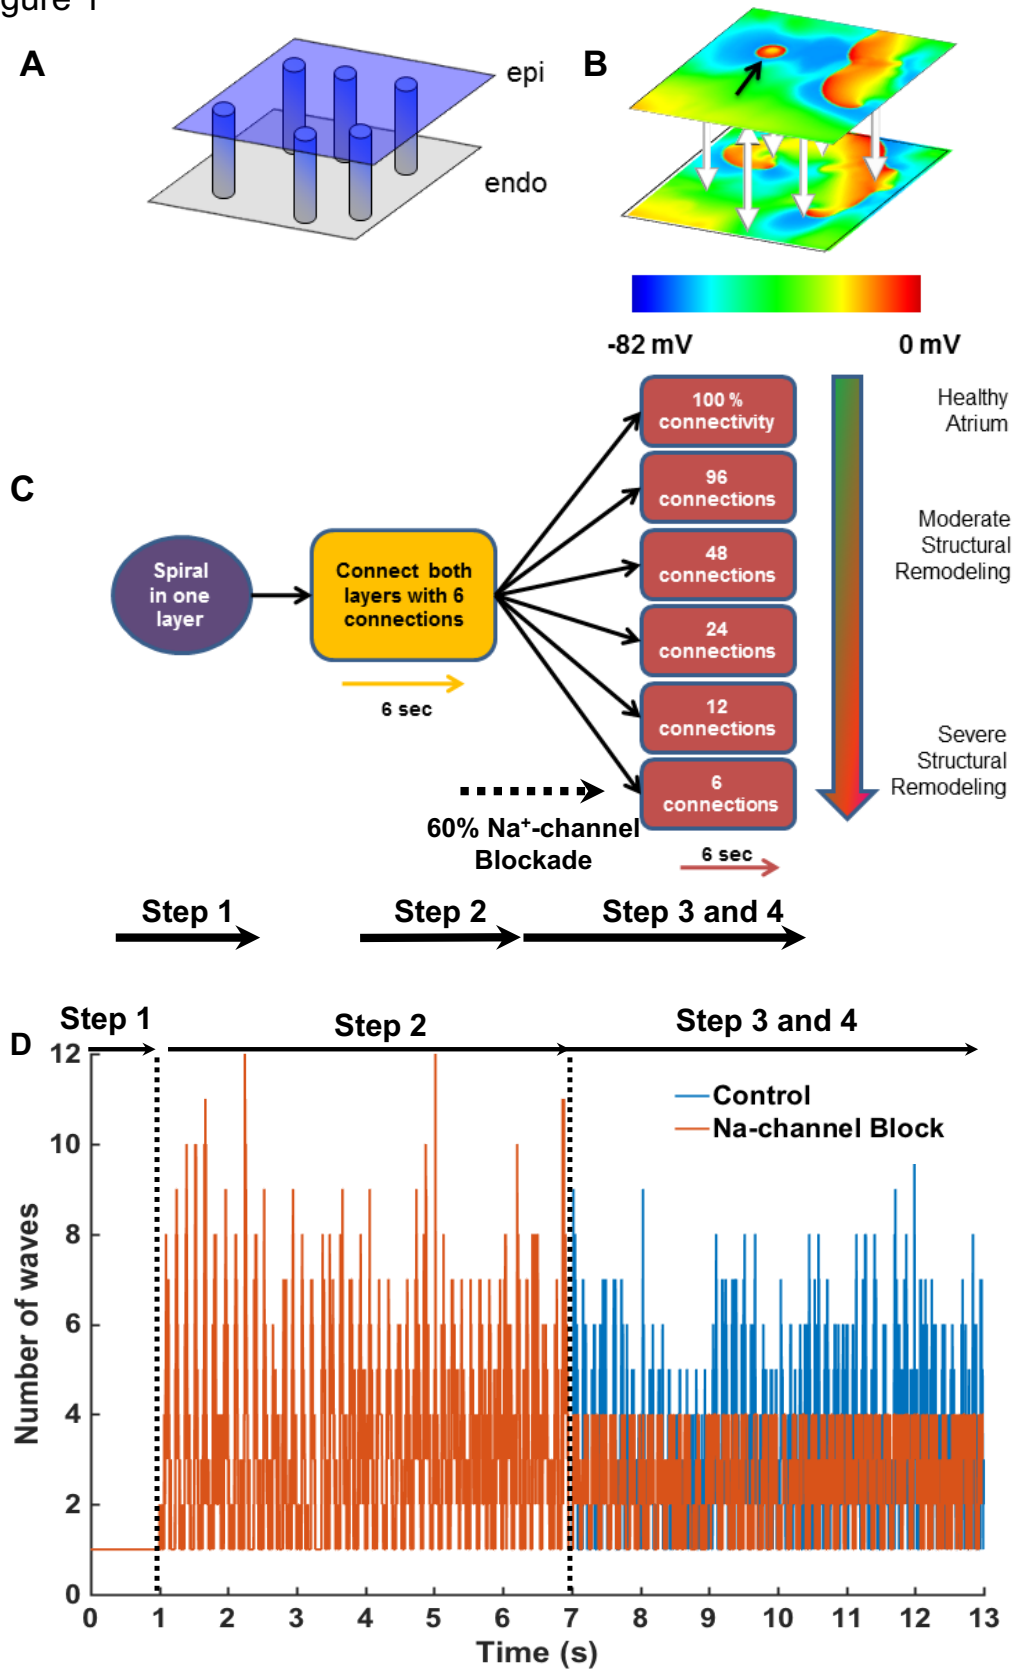 gure 1
A
epi
endo
B
-82 mV
0 mV
C
Spiral
in one
layer
Connect both
layers with 6
connections
6 sec
100 %
connectivity
96
connections
48
connections
24
connections
12
connections
6
connections
Healthy
Atrium
Moderate
Structural
Remodeling
Severe
Structural
Remodeling
60% Na+-channel
Blockade
6 sec
Step 1
Step 2
Step 3 and 4
D
Step 1
Step 2
Step 3 and 4
Control
Na-channel Block
Number of waves
12
10
8
6
4
2
0
0 1 2 3 4 5 6 7 8 9 10 11 12 13
Time (s)